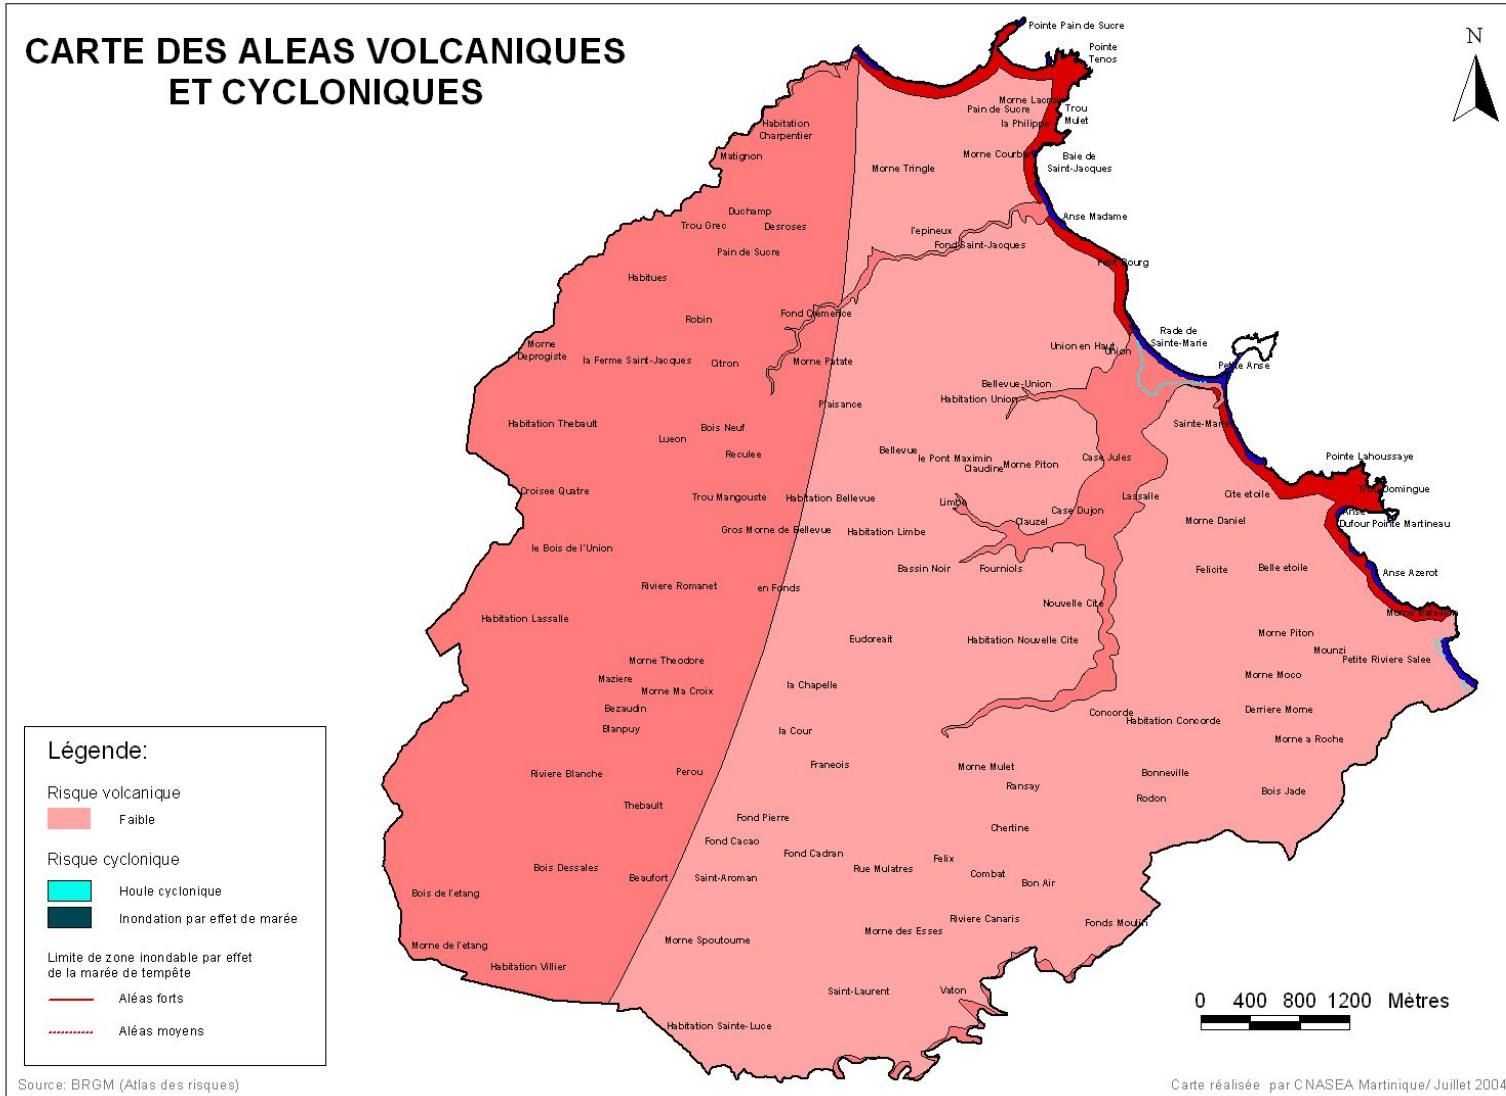 CARTE DES ALEAS VOLCANIQUES
ET CYCLONIQUES
Pointe Pain de Sucre
N
Pointe
Tenos
Morne Lacroi
Pain de Sucre
Trou
Mulet
la Philippe
Habitation
Charpentier
Matignon
Morne Tringle
Morne Courb
Baie de
Saint-Jacques
Duchamp
Trou Grec
Desroses
Anse Madame
l'epineux
Fond Saint-Jacques
Pain de Sucre
Petit Bourg
Habitues
Robin
Fond Clemence
Rade de
Sainte-Marie
Morne
Deprogiste
la Ferme Saint-Jacques
Citron
Morne Patate
Union en Haut
Union
Petite Anse
Bellevue-Union
Habitation Union
Plaisance
Habitation Thebault
Lueon
Bois Neuf
Sainte-Marie
Reculee
Bellevue
le Pont Maximin
Claudine
Morne Piton
Case Jules
Pointe Lahoussaye
Croisee Quatre
Trou Mangouste
Habitation Bellevue
Limbe
Lassalle
Cite etoile
Trou Domingue
Case Dujon
Anse
Dufour
Pointe Martineau
Gros Morne de Bellevue
Habitation Limbe
Clauzel
Morne Daniel
le Bois de l'Union
Bassin Noir
Fourniols
Felicite
Belle etoile
Anse Azerot
Riviere Romanet
en Fonds
Nouvelle Cite
Habitation Lassalle
Eudoreait
Habitation Nouvelle Cite
Morne Bataillon
Morne Piton
Mounzi
Morne Theodore
Petite Riviere Salee
Maziere
Morne Ma Croix
la Chapelle
Morne Moco
Bezaudin
Concorde
Habitation Concorde
Derriere Morne
Blanpuy
la Cour
Morne a Roche
Riviere Blanche
Perou
Franeois
Morne Mulet
Ransay
Bonneville
Rodon
Bois Jade
Thebault
Fond Pierre
Chertine
Fond Cacao
Fond Cadran
Rue Mulatres
Felix
Combat
Bon Air
Bois Dessales
Beaufort
Saint-Aroman
Bois de l'etang
Riviere Canaris
Fonds Moulin
Morne des Esses
Morne Spoutourne
Morne de l'etang
Habitation Villier
Saint-Laurent
Vaton
Habitation Sainte-Luce
Légende:
Risque volcanique
Faible
Risque cyclonique
Houle cyclonique
Inondation par effet de marée
Limite de zone inondable par effet
de la marée de tempête
Aléas forts
Aléas moyens
0 400 800 1200 Mètres
Source: BRGM (Atlas des risques)
Carte réalisée par CNASEA Martinique/ Juillet 2004